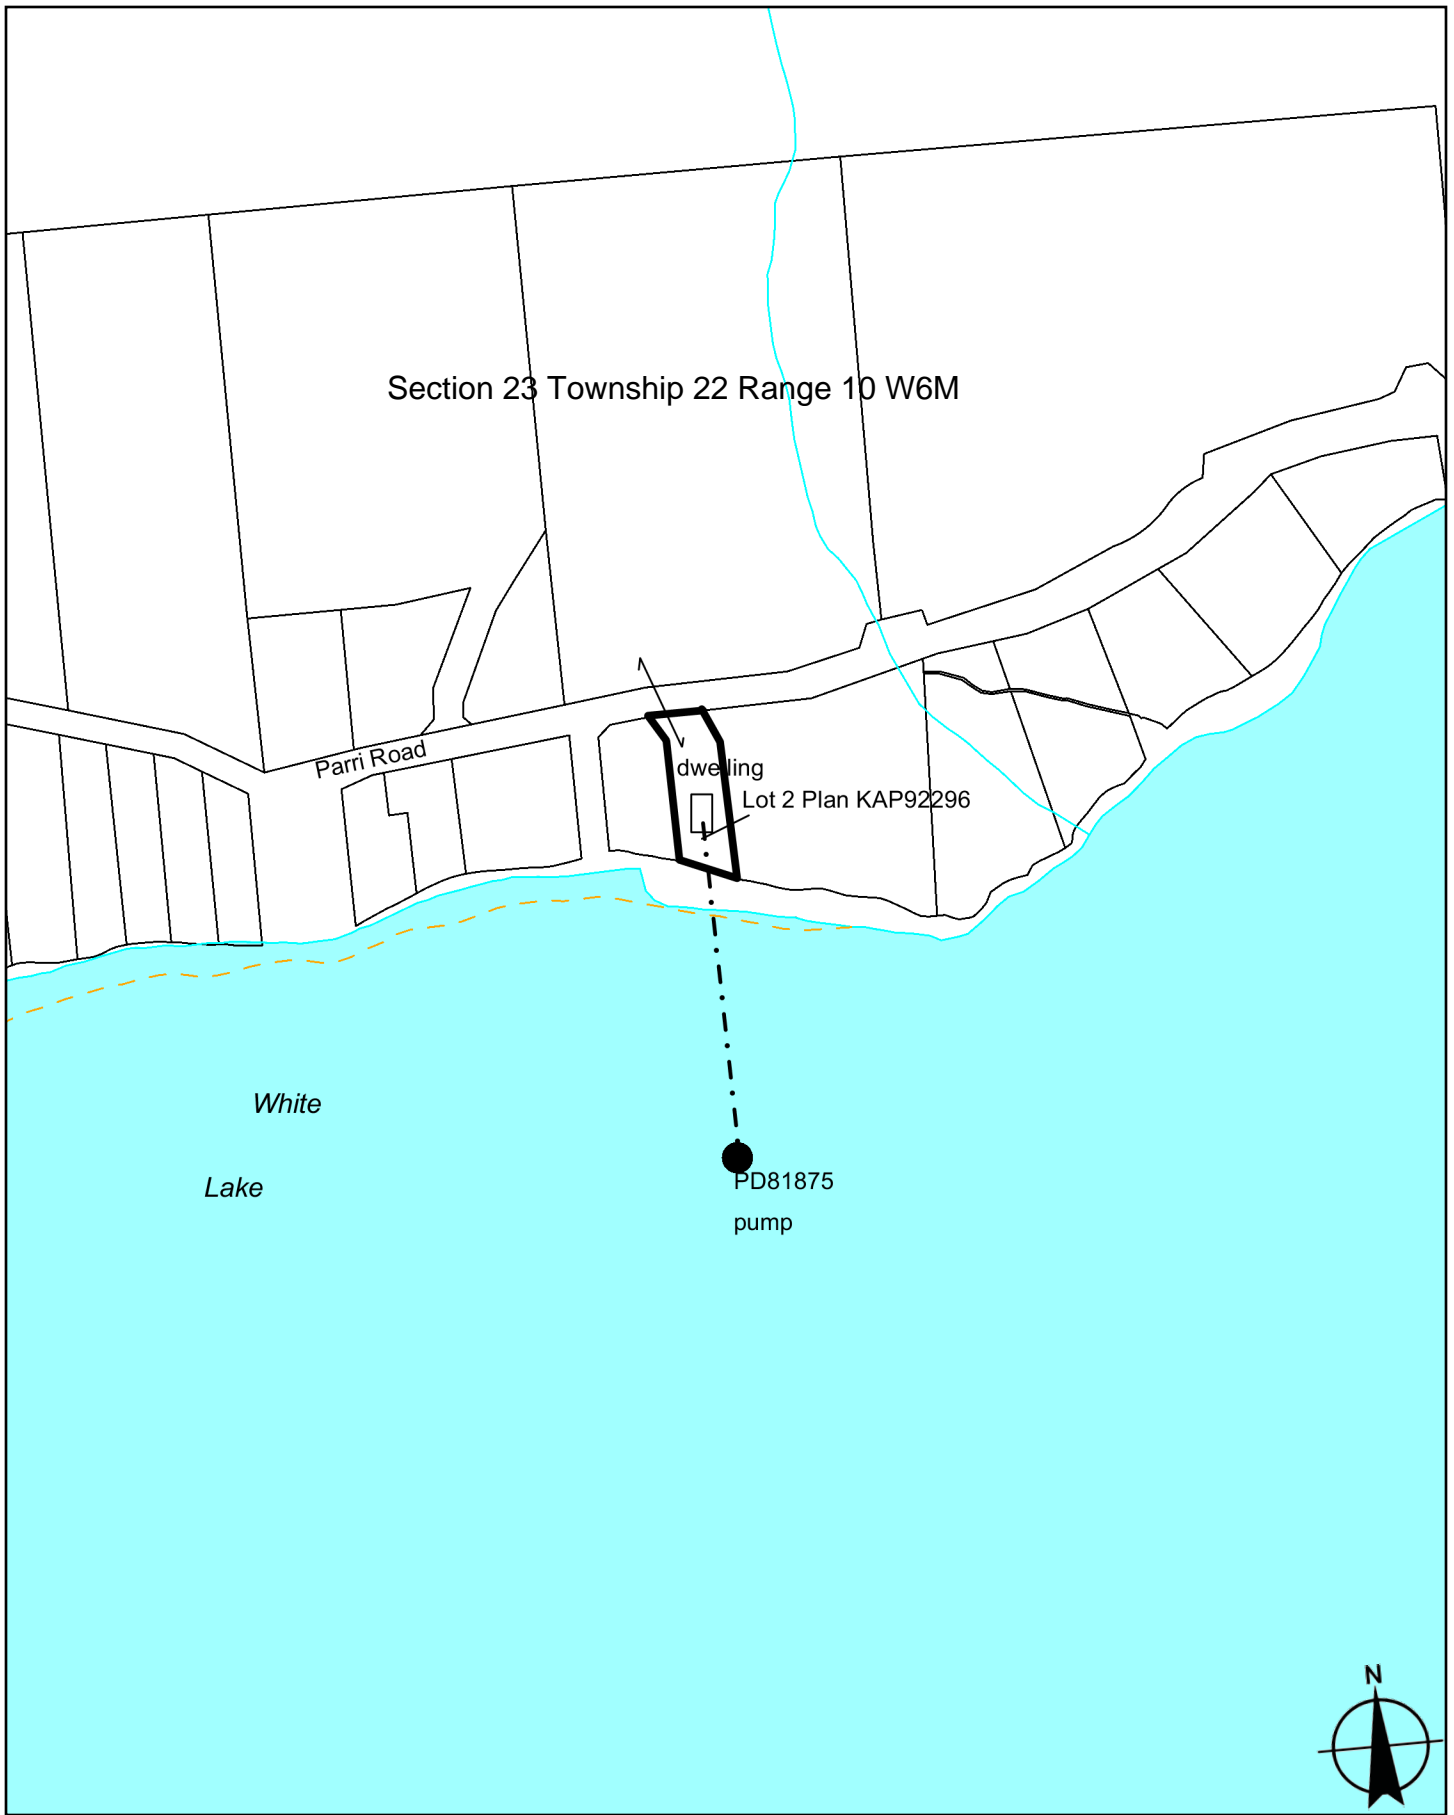 Section 23 Township 22 Range 10 W6M
Parri Road
dwelling
Lot 2 Plan KAP92296
White
Lake
PD81875
pump
N